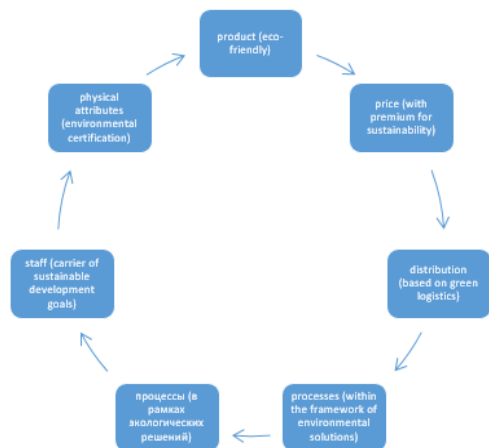 product (eco-
friendly)
price (with
premium for
sustainability)
distribution
(based on green
logistics)
processes (within
the framework of
environmental
solutions)
процессы (в
рамках
экологических
решений)
staff (carrier of
sustainable
development
goals)
physical
attributes
(environmental
certification)